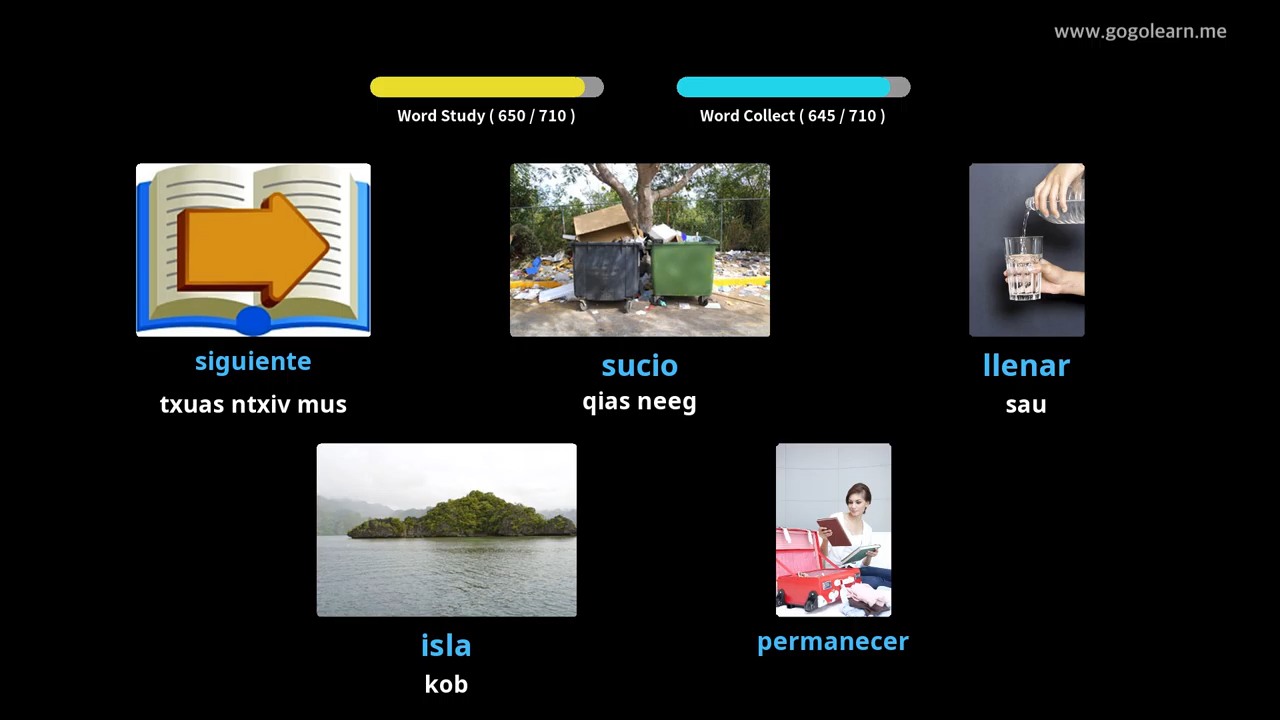 www.gogolearn.me
Word Study ( 650 / 710 )
Word Collect ( 645 / 710 )
siguiente
txuas ntxiv mus
sucio
qias neeg
llenar
sau
isla
kob
permanecer